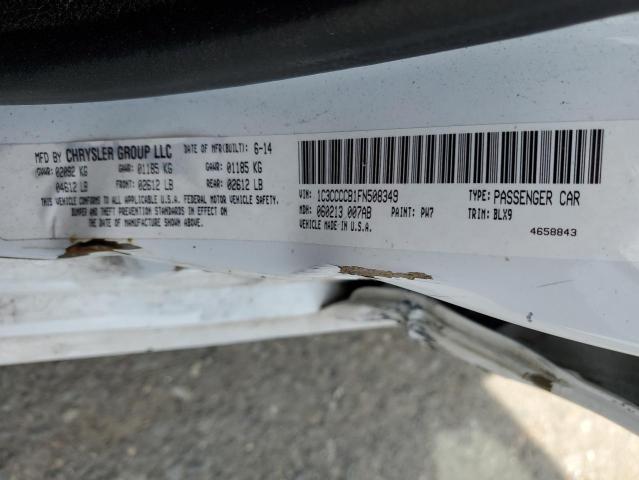 MFD BY CHRYSLER GROUP LLC DATE OF MFG(BUILT): 6-14
GVWR: 02092 KG GAWR: 01185 KG GAWR: 01185 KG
04612 LB FRONT: 02612 LB REAR: 02612 LB
THIS VEHICLE CONFORMS TO ALL APPLICABLE FEDERAL MOTOR VEHICLE SAFETY,
BUMPER AND THEFT PREVENTION STANDARDS IN EFFECT ON
THE DATE OF MANUFACTURE SHOWN ABOVE.
VIN: 1C3CCCCB1FN508349 TYPE: PASSENGER CAR
MDH: 060213 007AB PAINT: PW7 TRIM: BLX9
VEHICLE MADE IN U.S.A. 4658843